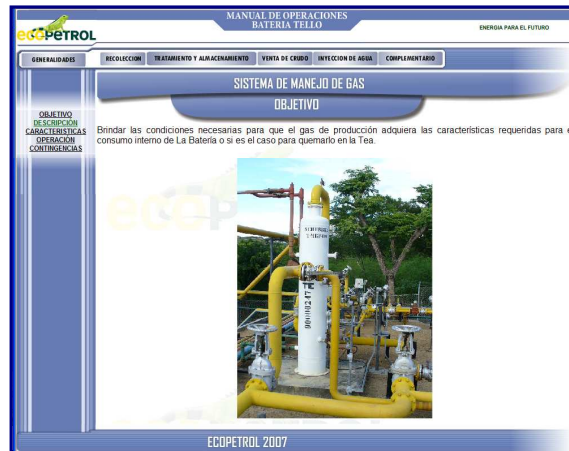 ecoPETROL
MANUAL DE OPERACIONES
BATERIA TELLO
ENERGIA PARA EL FUTURO
GENERALIDADES
RECOLECCION TRATAMIENTO Y ALMACENAMIENTO VENTA DE CRUDO INYECCION DE AGUA COMPLEMENTARIO
SISTEMA DE MANEJO DE GAS
OBJETIVO
OBJETIVO
DESCRIPCIÓN
CARACTERISTICAS
OPERACIÓN
CONTINGENCIAS
Brindar las condiciones necesarias para que el gas de producción adquiera las características requeridas para e
consumo interno de La Batería o si es el caso para quemarlo en la Tea.
ECOPETROL 2007